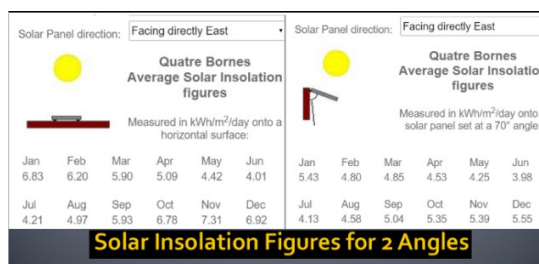 Solar Panel direction: Facing directly East
Quatre Bornes
Average Solar Insolation
figures
Measured in kWh/m²/day onto a
horizontal surface:
Jan Feb Mar Apr May Jun
6.83 6.20 5.90 5.09 4.42 4.01
Jul Aug Sep Oct Nov Dec
4.21 4.97 5.93 6.78 7.31 6.92
Solar Panel direction: Facing directly East
Quatre Bornes
Average Solar Insolatio
figures
Measured in kWh/m²/day onto
solar panel set at a 70° angle
Jan Feb Mar Apr May Jun
5.43 4.80 4.85 4.53 4.25 3.98
Jul Aug Sep Oct Nov Dec
4.13 4.58 5.04 5.35 5.39 5.55
Solar Insolation Figures for 2 Angles